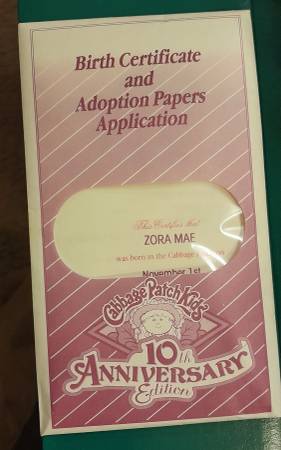 Birth Certificate
and
Adoption Papers
Application
This Certifies that
ZORA MAE
was born in the Cabbage
November 1st
Cabbage Patch Kids
10th
ANNIVERSARY
Edition